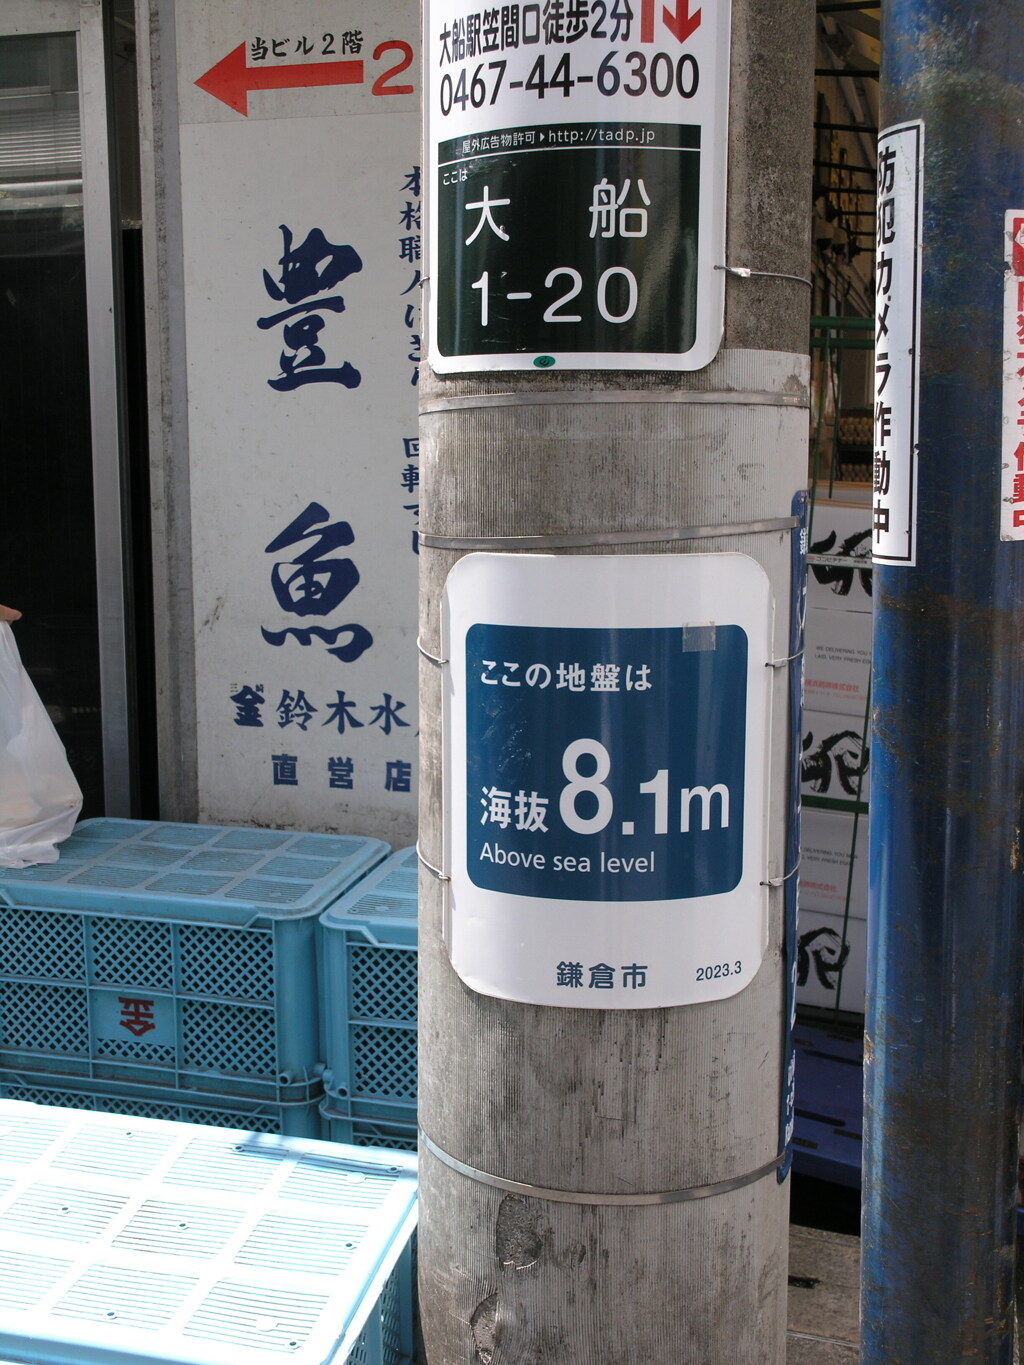 当ビル2階
2
豊魚
鈴木水
直営店
大船駅笠間口徒歩2分
0467-44-6300
屋外広告物許可▶http://tadp.jp
ここは
大船
1-20
ここの地盤は
海抜8.1m
Above sea level
鎌倉市
2023.3
防犯カメラ作動中